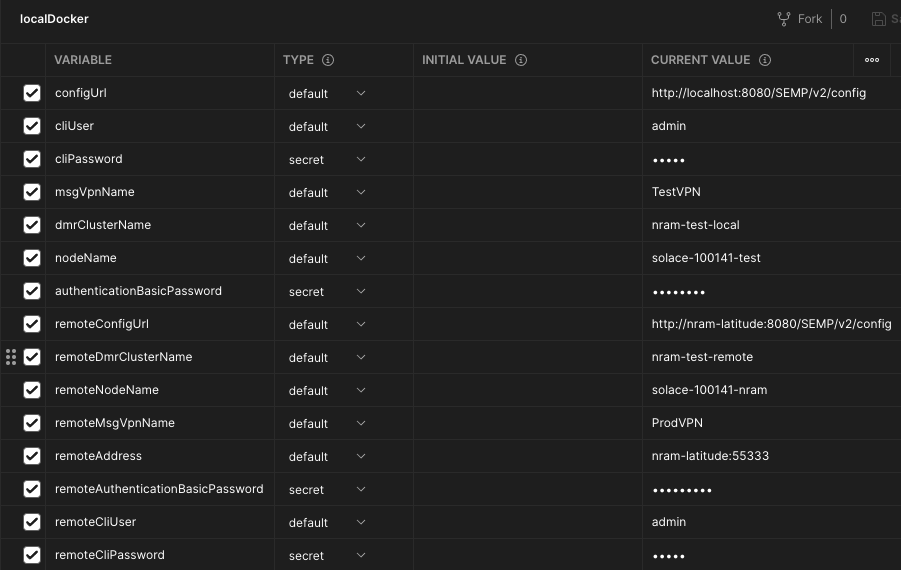 localDocker Fork 0
VARIABLE TYPE INITIAL VALUE CURRENT VALUE
configUrl default http://localhost:8080/SEMP/v2/config
cliUser default admin
cliPassword secret •••••
msgVpnName default TestVPN
dmrClusterName default nram-test-local
nodeName default solace-100141-test
authenticationBasicPassword secret ••••••••
remoteConfigUrl default http://nram-latitude:8080/SEMP/v2/config
remoteDmrClusterName default nram-test-remote
remoteNodeName default solace-100141-nram
remoteMsgVpnName default ProdVPN
remoteAddress default nram-latitude:55333
remoteAuthenticationBasicPassword secret •••••••••
remoteCliUser default admin
remoteCliPassword secret •••••